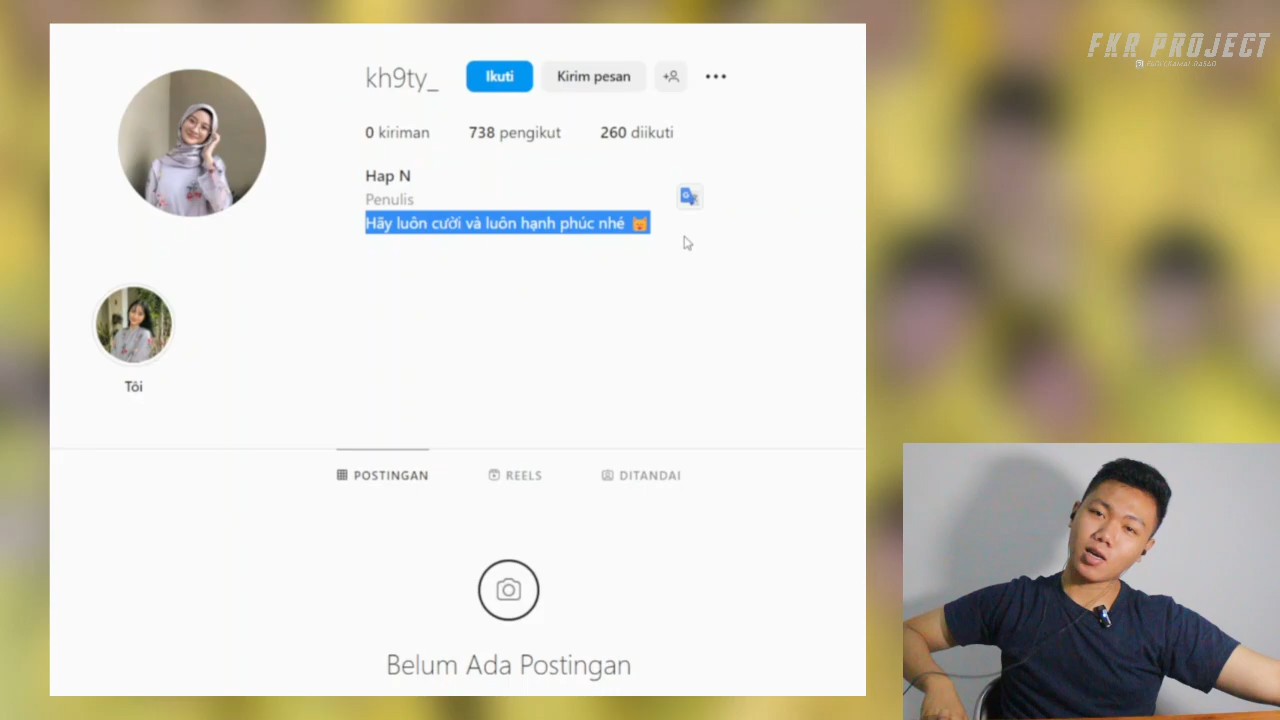 FKR PROJECT
kh9ty_
Ikuti
Kirim pesan
0 kiriman 738 pengikut 260 diikuti
Hap N
Penulis
Hãy luôn cười và luôn hạnh phúc nhé 😸
Tôi
POSTINGAN REELS DITANDAI
Belum Ada Postingan